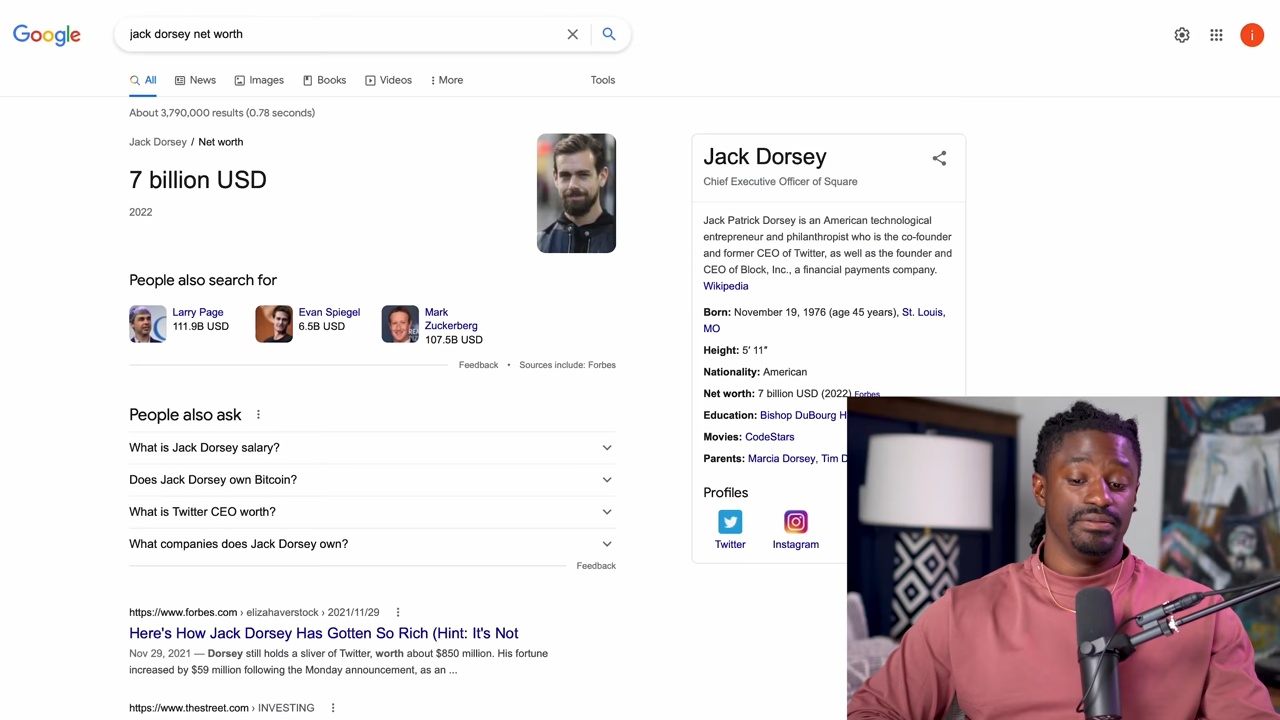 Google
jack dorsey net worth
i
All
News
Images
Books
Videos
More
Tools
About 3,790,000 results (0.78 seconds)
Jack Dorsey / Net worth
7 billion USD
2022
People also search for
Larry Page
111.9B USD
Evan Spiegel
6.5B USD
Mark
Zuckerberg
107.5B USD
Feedback • Sources include: Forbes
People also ask
What is Jack Dorsey salary?
Does Jack Dorsey own Bitcoin?
What is Twitter CEO worth?
What companies does Jack Dorsey own?
Feedback
https://www.forbes.com › elizahaverstock › 2021/11/29
Here's How Jack Dorsey Has Gotten So Rich (Hint: It's Not
Nov 29, 2021 — Dorsey still holds a sliver of Twitter, worth about $850 million. His fortune
increased by $59 million following the Monday announcement, as an ...
https://www.thestreet.com › INVESTING
Jack Dorsey
Chief Executive Officer of Square
Jack Patrick Dorsey is an American technological
entrepreneur and philanthropist who is the co-founder
and former CEO of Twitter, as well as the founder and
CEO of Block, Inc., a financial payments company.
Wikipedia
Born: November 19, 1976 (age 45 years), St. Louis,
MO
Height: 5′ 11″
Nationality: American
Net worth: 7 billion USD (2022) Forbes
Education: Bishop DuBourg H
Movies: CodeStars
Parents: Marcia Dorsey, Tim D
Profiles
Twitter
Instagram